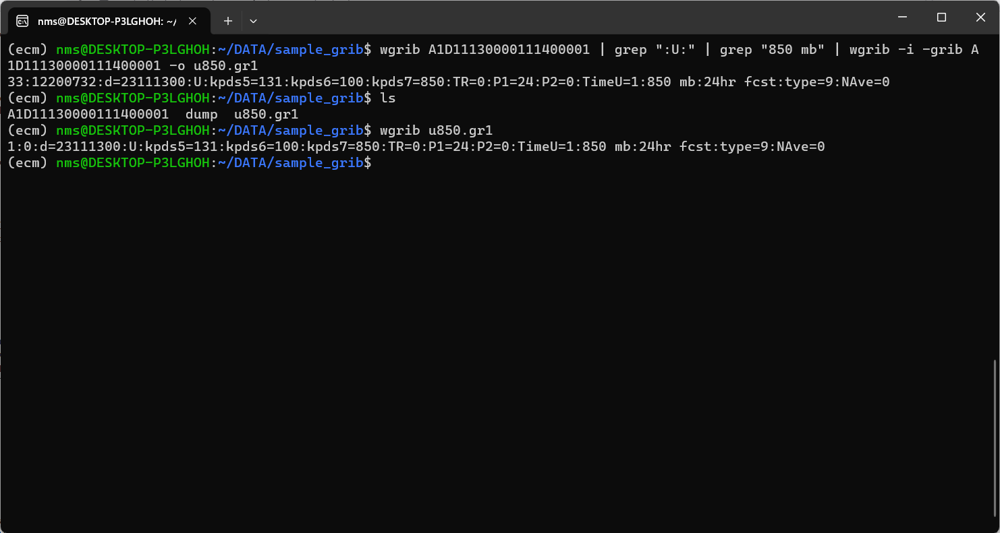 nms@DESKTOP-P3LGHOH: ~/
(ecm) nms@DESKTOP-P3LGHOH:~/DATA/sample_grib$ wgrib A1D11130000111400001 | grep ":U:" | grep "850 mb" | wgrib -i -grib A
1D11130000111400001 -o u850.gr1
33:12200732:d=23111300:U:kpds5=131:kpds6=100:kpds7=850:TR=0:P1=24:P2=0:TimeU=1:850 mb:24hr fcst:type=9:NAve=0
(ecm) nms@DESKTOP-P3LGHOH:~/DATA/sample_grib$ ls
A1D11130000111400001  dump  u850.gr1
(ecm) nms@DESKTOP-P3LGHOH:~/DATA/sample_grib$ wgrib u850.gr1
1:0:d=23111300:U:kpds5=131:kpds6=100:kpds7=850:TR=0:P1=24:P2=0:TimeU=1:850 mb:24hr fcst:type=9:NAve=0
(ecm) nms@DESKTOP-P3LGHOH:~/DATA/sample_grib$